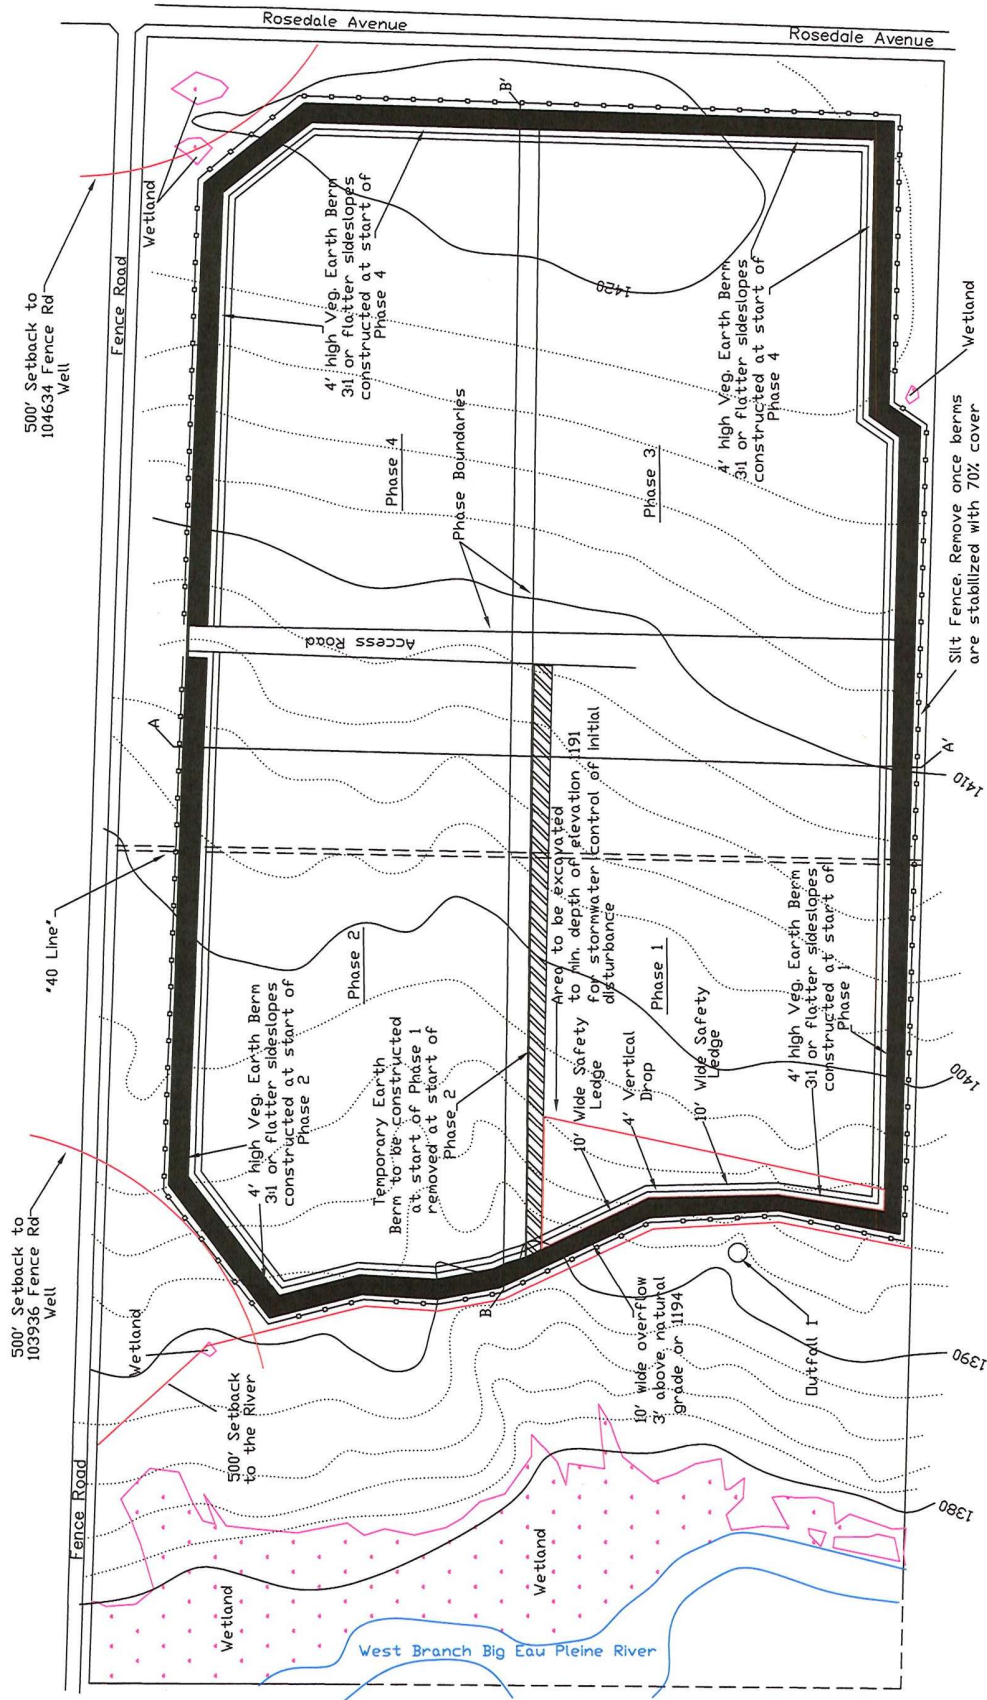 Rosedale Avenue
Rosedale Avenue
500' Setback to
104634 Fence Rd
Well
Fence Road
Wetland
B'
4' high Veg. Earth Berm
3:1 or flatter sideslopes
constructed at start of
Phase 4
1420
4' high Veg. Earth Berm
3:1 or flatter sideslopes
constructed at start of
Phase 4
Wetland
Phase 4
Phase Boundaries
Phase 3
Silt Fence. Remove once berms
are stabilized with 70% cover
Access Road
A
A'
1410
"40 Line"
Area to be excavated
to min. depth of elevation 1191
for stormwater control of initial
disturbance
Phase 2
Phase 1
4' high Veg. Earth Berm
3:1 or flatter sideslopes
constructed at start of
Phase 2
Temporary Earth
Berm to be constructed
at start of Phase 1
removed at start of
Phase 2
10' Wide Safety
Ledge
4' Vertical
Drop
10' Wide Safety
Ledge
4' high Veg. Earth Berm
3:1 or flatter sideslopes
constructed at start of
Phase 1
1400
500' Setback to
103936 Fence Rd
Well
Wetland
B
10' wide overflow
3' above natural
grade or 1194
Outfall 1
1390
500' Setback
to the River
Fence Road
1380
Wetland
Wetland
West Branch Big Eau Pleine River